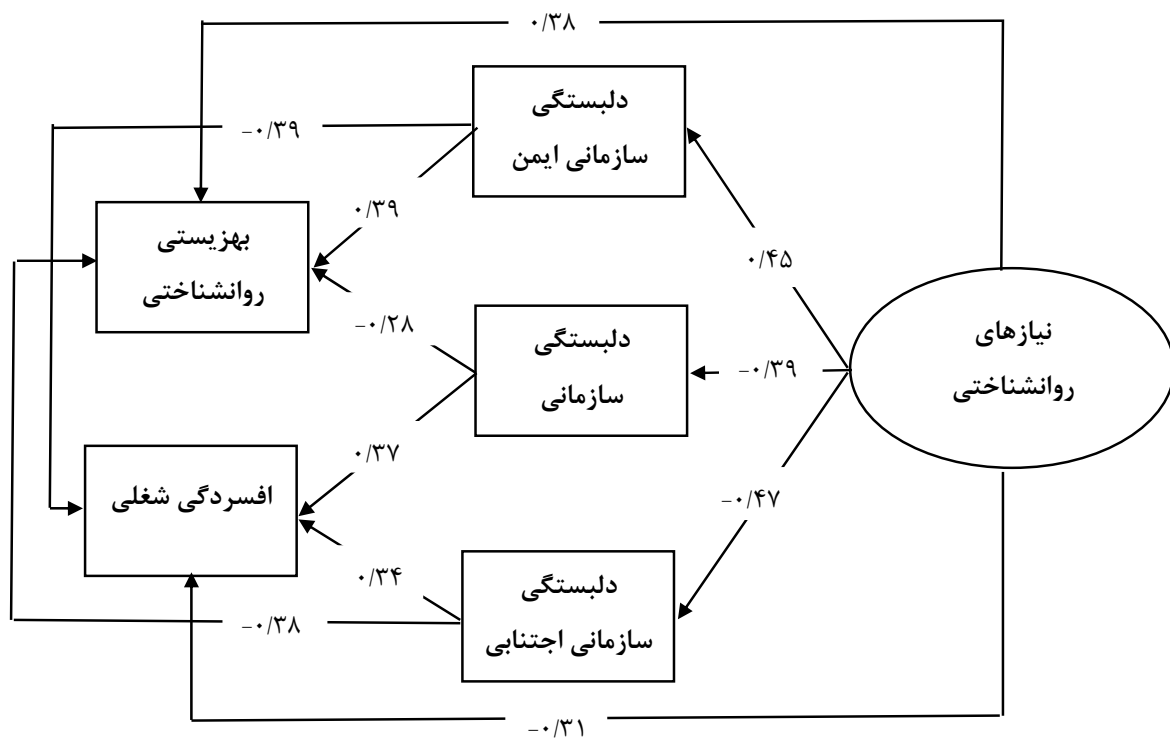 ۰/۳۸
دلبستگی
سازمانی ایمن
-۰/۳۹
۰/۳۹
بهزیستی
روانشناختی
۰/۴۵
-۰/۲۸
دلبستگی
سازمانی
-۰/۳۹
نیازهای
روانشناختی
۰/۳۷
افسردگی شغلی
-۰/۴۷
۰/۳۴
دلبستگی
سازمانی اجتنابی
-۰/۳۸
-۰/۳۱